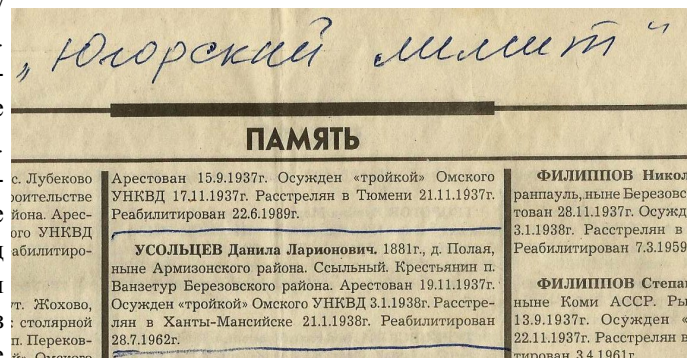 „Югорский лимит"
ПАМЯТЬ
с. Лубеково
роительстве
йона. Арес-
ого УНКВД
абилитиро-
ут. Жохово,
столярной
п. Переков-
Арестован 15.9.1937г. Осужден «тройкой» Омского
УНКВД 17.11.1937г. Расстрелян в Тюмени 21.11.1937г.
Реабилитирован 22.6.1989г.
УСОЛЬЦЕВ Данила Ларионович. 1881г., д. Полая,
ныне Армизонского района. Ссыльный. Крестьянин п.
Ванзетур Березовского района. Арестован 19.11.1937г.
Осужден «тройкой» Омского УНКВД 3.1.1938г. Расстре-
лян в Ханты-Мансийске 21.1.1938г. Реабилитирован
28.7.1962г.
ФИЛИППОВ Никол
ранпауль, ныне Березовс
тован 28.11.1937г. Осужд
3.1.1938г. Расстрелян в
Реабилитирован 7.3.1959
ФИЛИППОВ Степа
ныне Коми АССР. Ры
13.9.1937г. Осужден «
22.11.1937г. Расстрелян в
тирован 3.4.1961г.